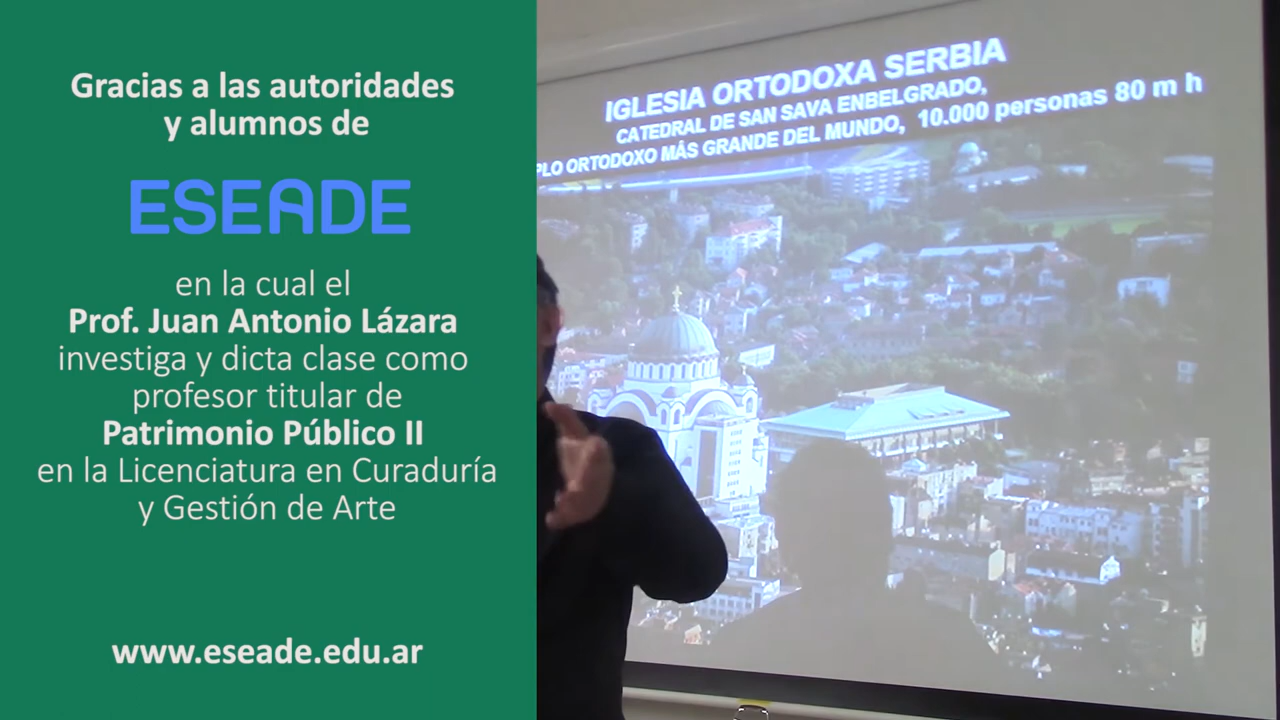 Gracias a las autoridades
y alumnos de
ESEADE
en la cual el
Prof. Juan Antonio Lázara
investiga y dicta clase como
profesor titular de
Patrimonio Público II
en la Licenciatura en Curaduría
y Gestión de Arte
www.eseade.edu.ar
IGLESIA ORTODOXA SERBIA
CATEDRAL DE SAN SAVA ENBELGRADO,
ORTODOXO MÁS GRANDE DEL MUNDO, 10.000 personas 80 m h